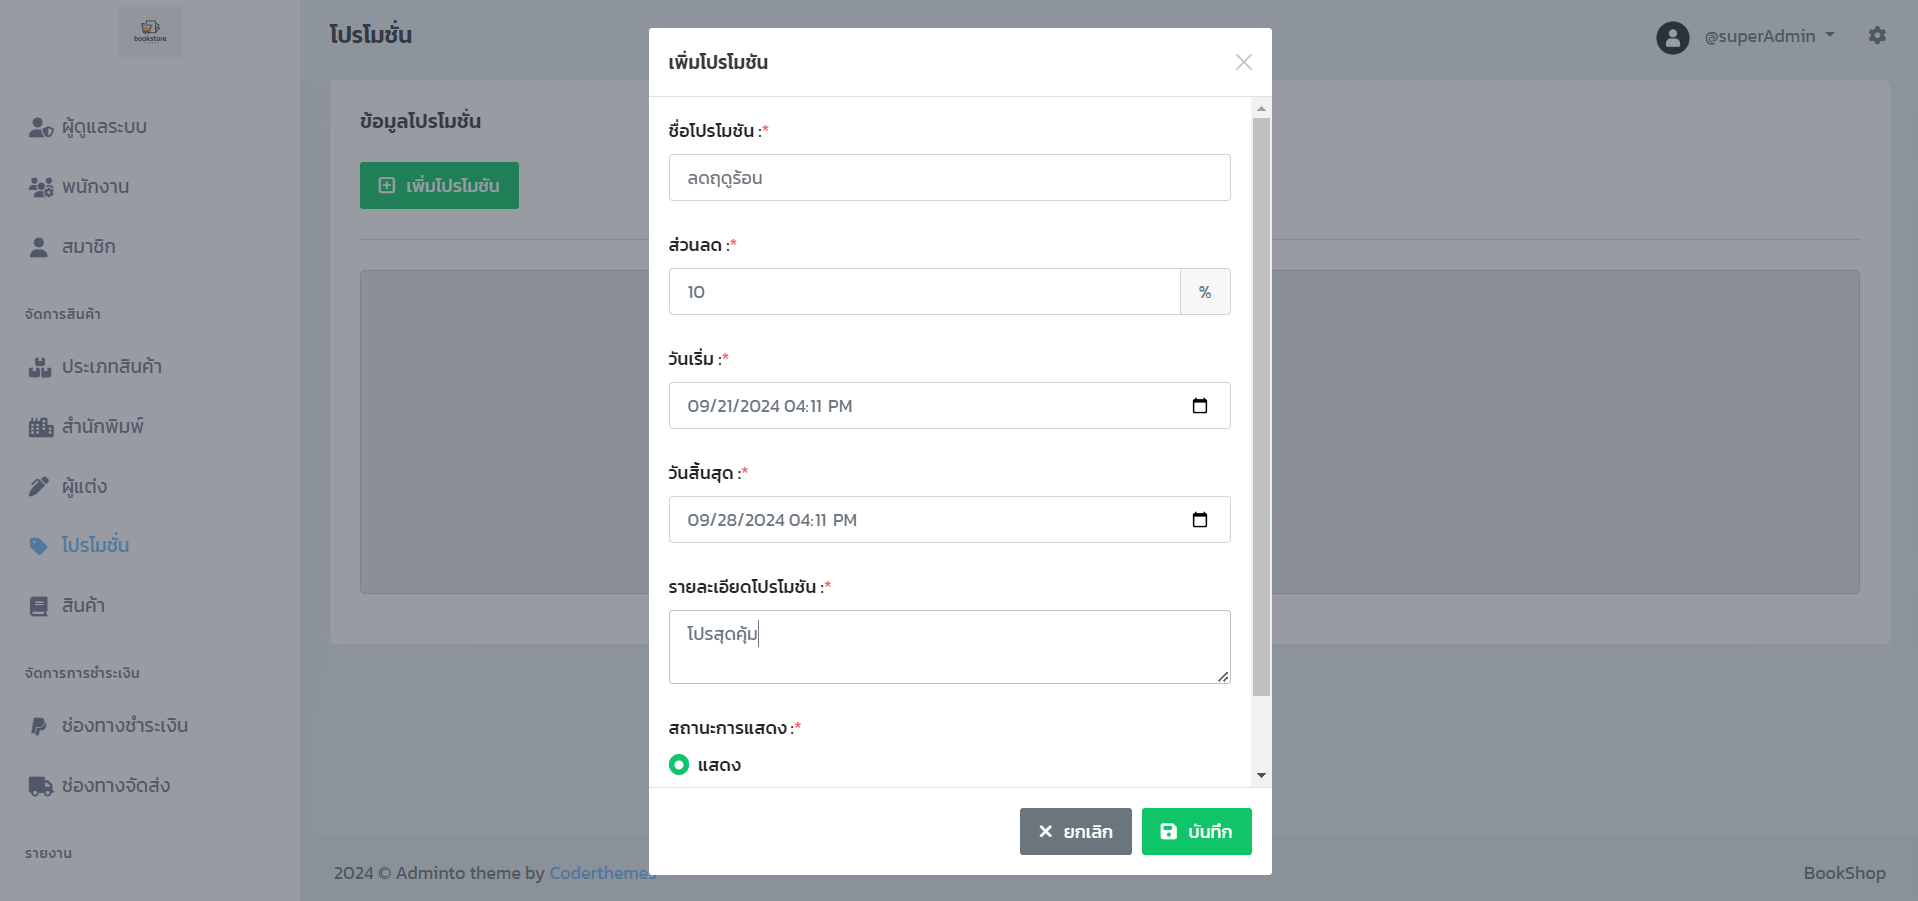 bookstore
ผู้ดูแลระบบ
พนักงาน
สมาชิก
จัดการสินค้า
ประเภทสินค้า
สำนักพิมพ์
ผู้แต่ง
โปรโมชั่น
สินค้า
จัดการการชำระเงิน
ช่องทางชำระเงิน
ช่องทางจัดส่ง
รายงาน
โปรโมชั่น
@superAdmin
ข้อมูลโปรโมชั่น
เพิ่มโปรโมชัน
เพิ่มโปรโมชัน
ชื่อโปรโมชัน :*
ลดฤดูร้อน
ส่วนลด :*
10 %
วันเริ่ม :*
09/21/2024 04:11 PM
วันสิ้นสุด :*
09/28/2024 04:11 PM
รายละเอียดโปรโมชัน :*
โปรสุดคุ้ม
สถานะการแสดง :*
แสดง
ยกเลิก บันทึก
2024 © Adminto theme by Coderthemes
BookShop